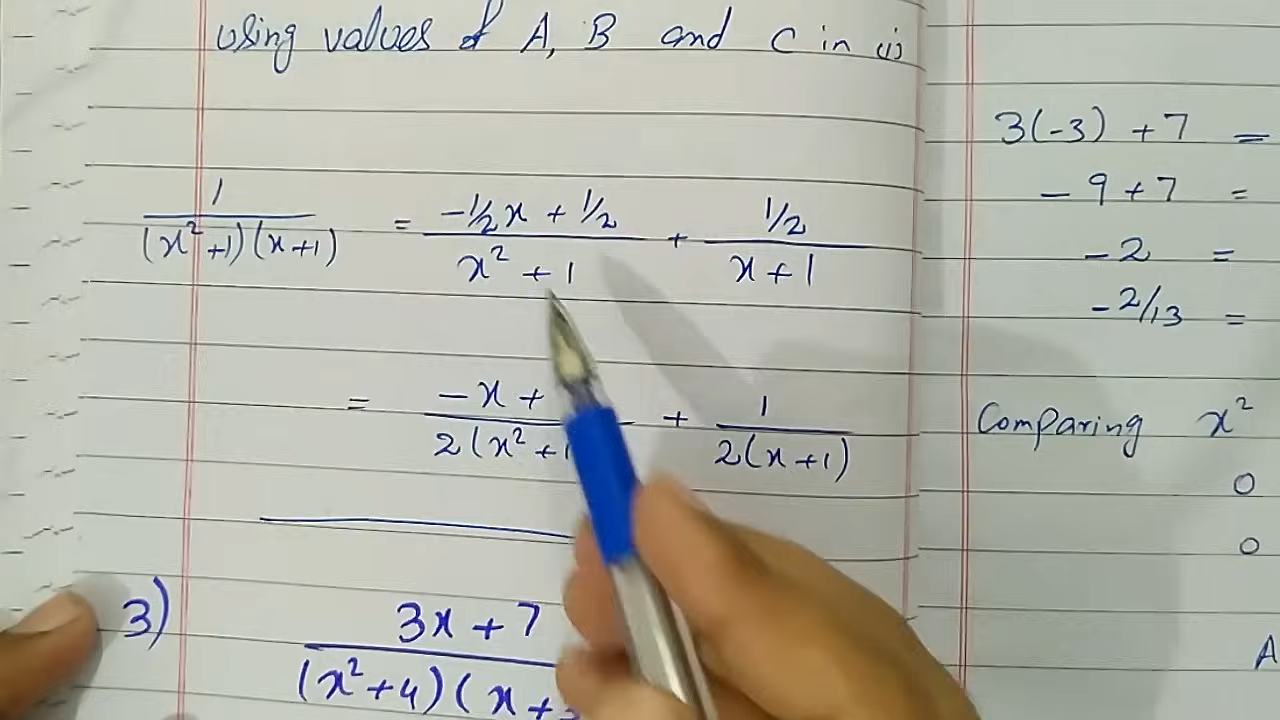 using values of A, B and C in (i)
1/((x²+1)(x+1)) = (-1/2 x + 1/2)/(x² + 1) + (1/2)/(x + 1)
= (-x +)/(2(x²+1) + 1/(2(x+1))
3) (3x + 7)/((x²+4)(x+
3(-3) + 7 =
- 9 + 7 =
- 2 =
-2/13 =
Comparing x²
0
0
A